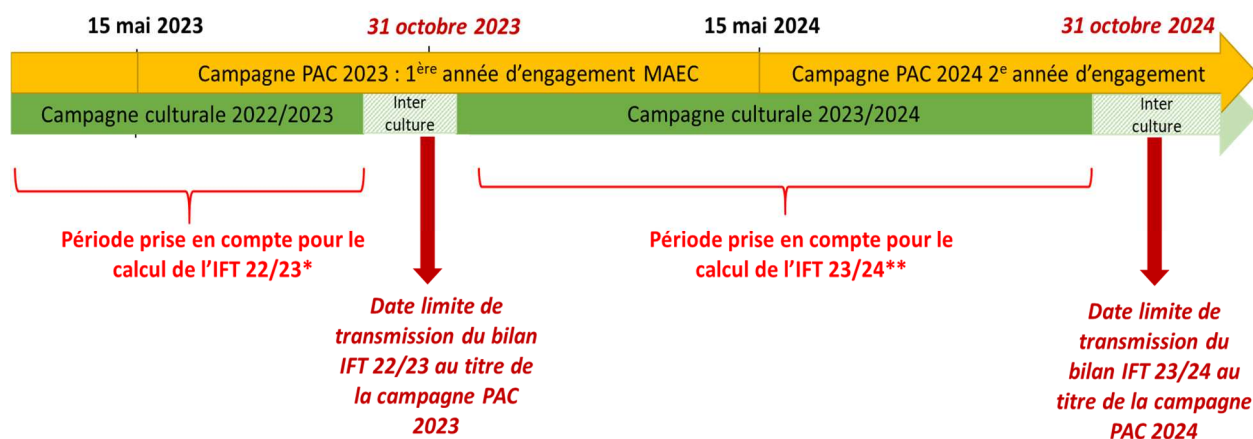 15 mai 2023
31 octobre 2023
15 mai 2024
31 octobre 2024
Campagne PAC 2023 : 1ère année d’engagement MAEC
Campagne PAC 2024 2e année d’engagement
Campagne culturale 2022/2023
Inter
culture
Campagne culturale 2023/2024
Inter
culture
Période prise en compte pour le
calcul de l’IFT 22/23*
Période prise en compte pour le
calcul de l’IFT 23/24**
Date limite de
transmission du bilan
IFT 22/23 au titre de
la campagne PAC
2023
Date limite de
transmission du
bilan IFT 23/24 au
titre de la campagne
PAC 2024